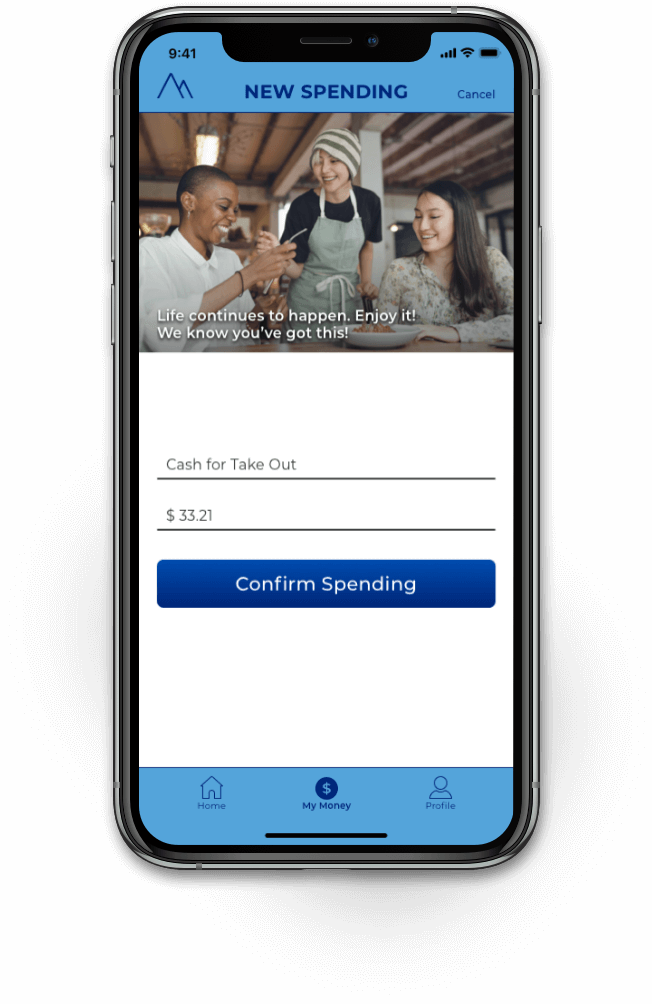 9:41
NEW SPENDING
Cancel
Life continues to happen. Enjoy it!
We know you've got this!
Cash for Take Out
$ 33.21
Confirm Spending
$
Home
My Money
Profile